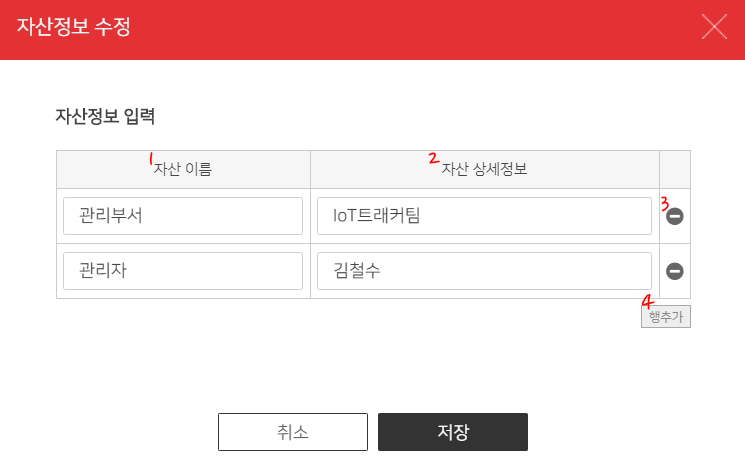 자산정보 수정
자산정보 입력
1 자산 이름 2 자산 상세정보
관리부서 IoT트래커팀 3
관리자 김철수
4
행추가
취소 저장